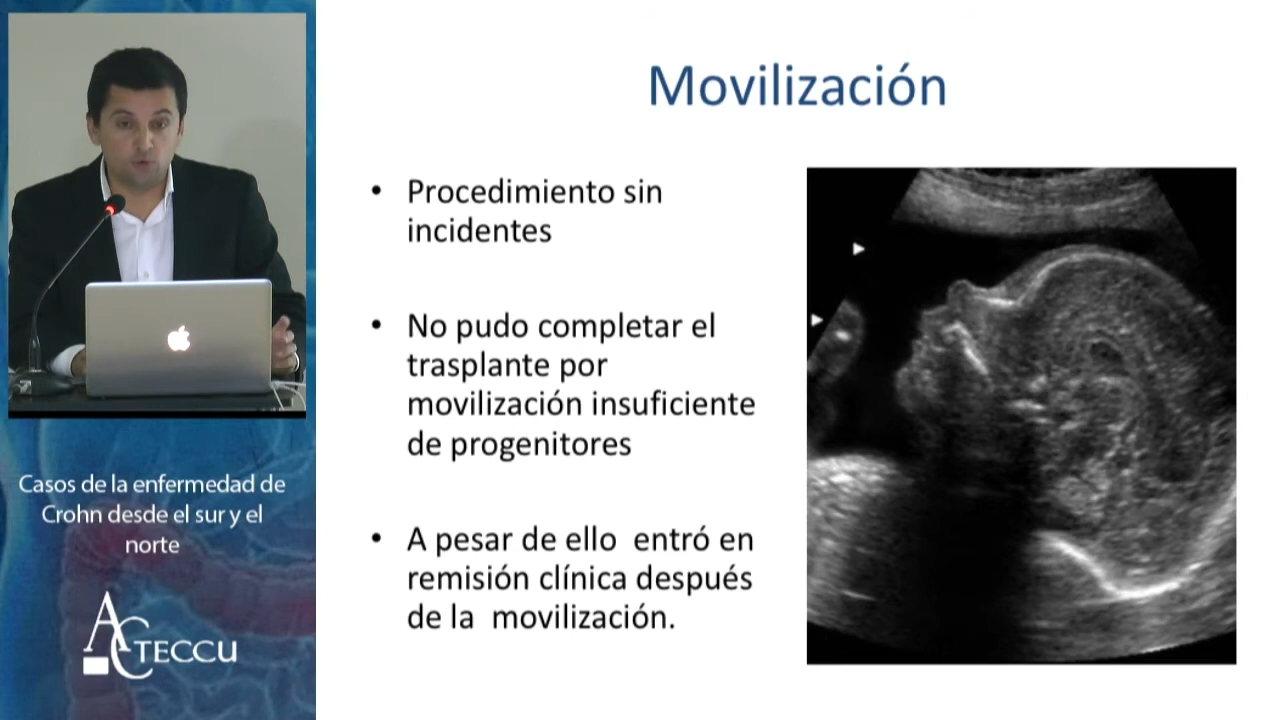 Movilización
• Procedimiento sin
incidentes
• No pudo completar el
trasplante por
movilización insuficiente
de progenitores
• A pesar de ello  entró en
remisión clínica después
de la  movilización.
Casos de la enfermedad de
Crohn desde el sur y el
norte
ACTECCU